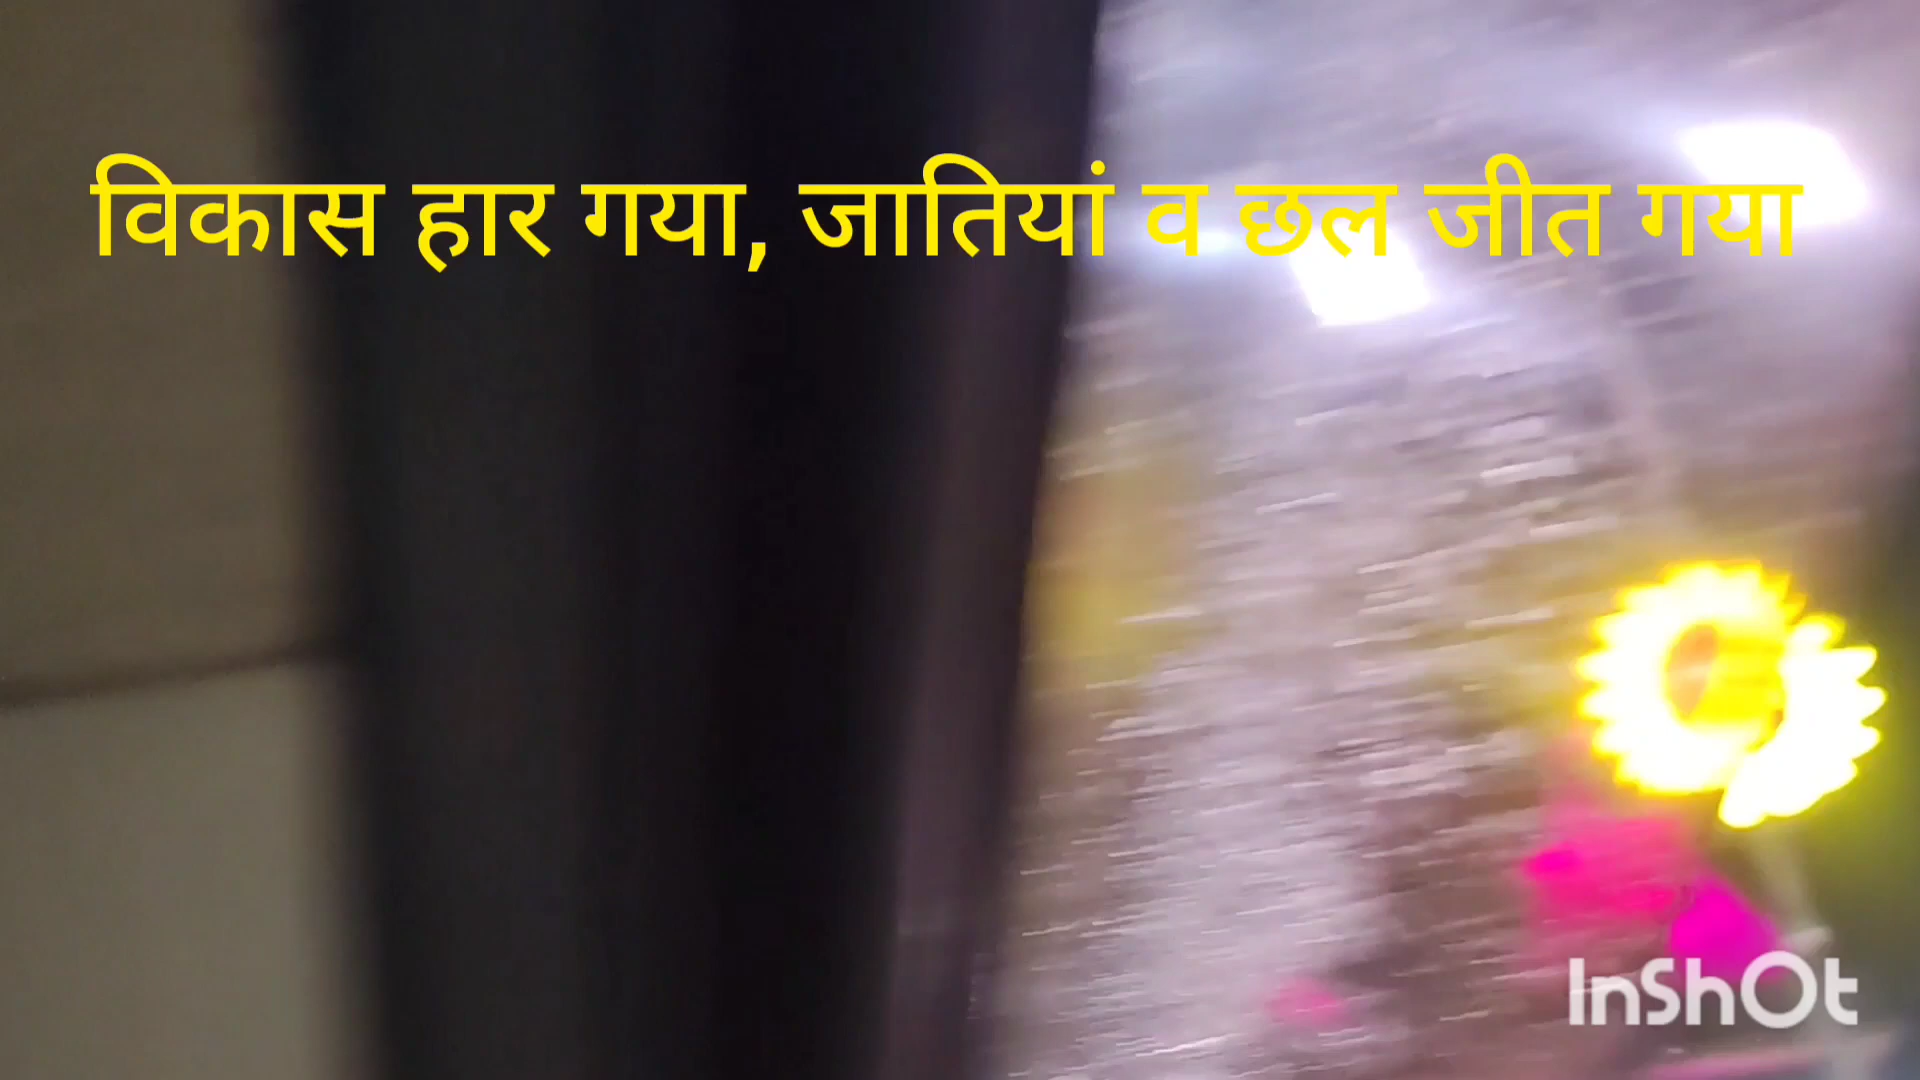 विकास हार गया, जातियां व छल जीत गया
InShOt